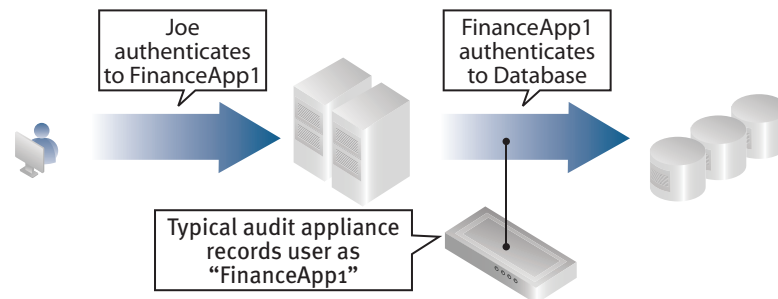 Joe
authenticates
to FinanceApp1
FinanceApp1
authenticates
to Database
Typical audit appliance
records user as
“FinanceApp1”